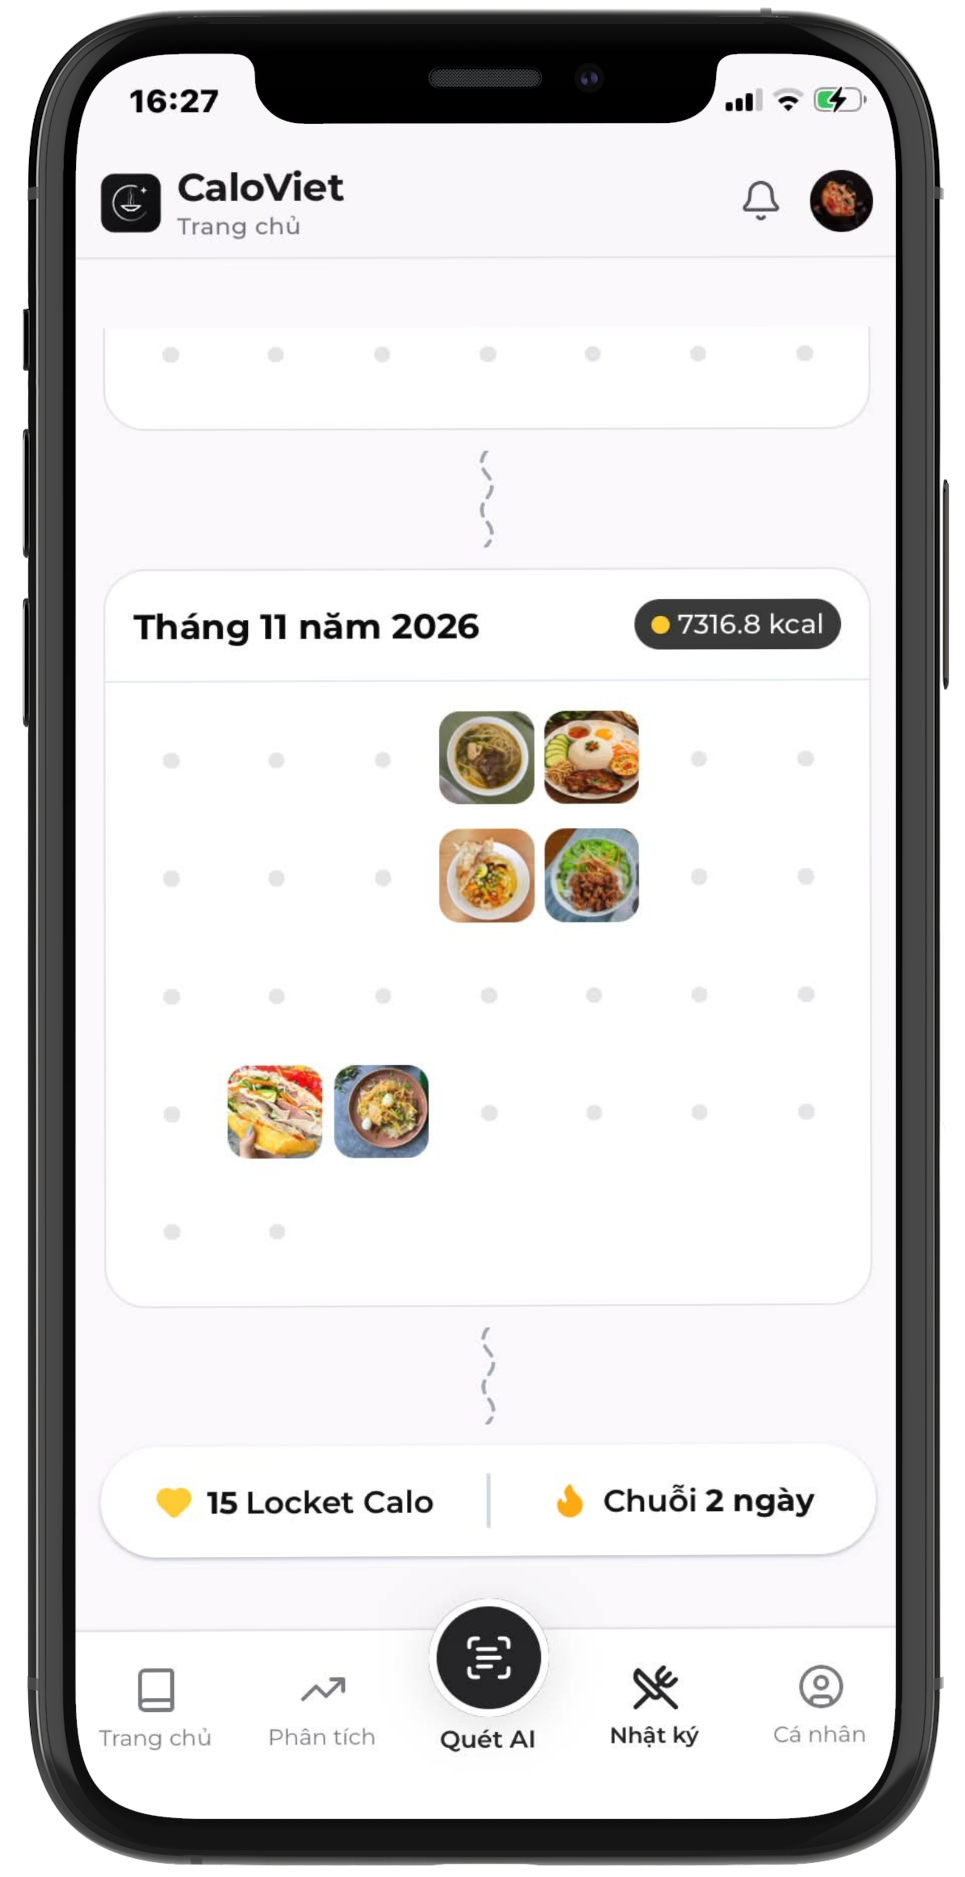 16:27
CaloViet
Trang chủ
Tháng 11 năm 2026
7316.8 kcal
15 Locket Calo
Chuỗi 2 ngày
Trang chủ
Phân tích
Quét AI
Nhật ký
Cá nhân